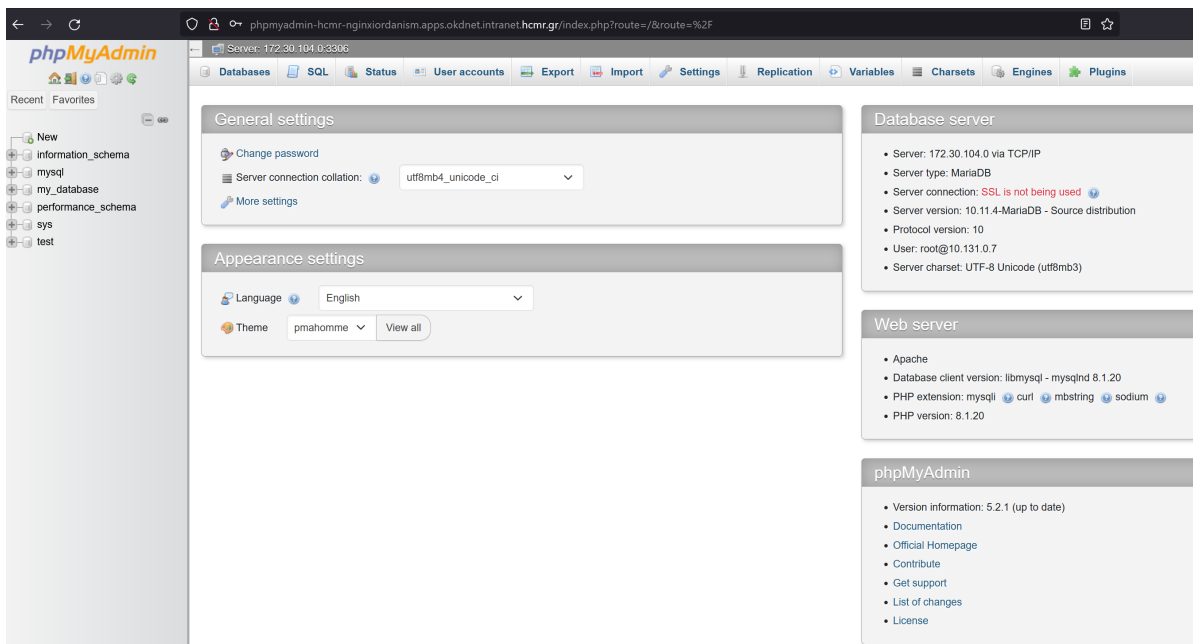 phpmyadmin-hcmr-nginxiordanism.apps.okdnet.intranet.hcmr.gr/index.php?route=/&route=%2F
phpMyAdmin
Recent Favorites
New
information_schema
mysql
my_database
performance_schema
sys
test
Server: 172.30.104.0:3306
Databases SQL Status User accounts Export Import Settings Replication Variables Charsets Engines Plugins
General settings
Change password
Server connection collation: utf8mb4_unicode_ci
More settings
Appearance settings
Language English
Theme pmahomme View all
Database server
• Server: 172.30.104.0 via TCP/IP
• Server type: MariaDB
• Server connection: SSL is not being used
• Server version: 10.11.4-MariaDB - Source distribution
• Protocol version: 10
• User: root@10.131.0.7
• Server charset: UTF-8 Unicode (utf8mb3)
Web server
• Apache
• Database client version: libmysql - mysqlnd 8.1.20
• PHP extension: mysqli curl mbstring sodium
• PHP version: 8.1.20
phpMyAdmin
• Version information: 5.2.1 (up to date)
• Documentation
• Official Homepage
• Contribute
• Get support
• List of changes
• License